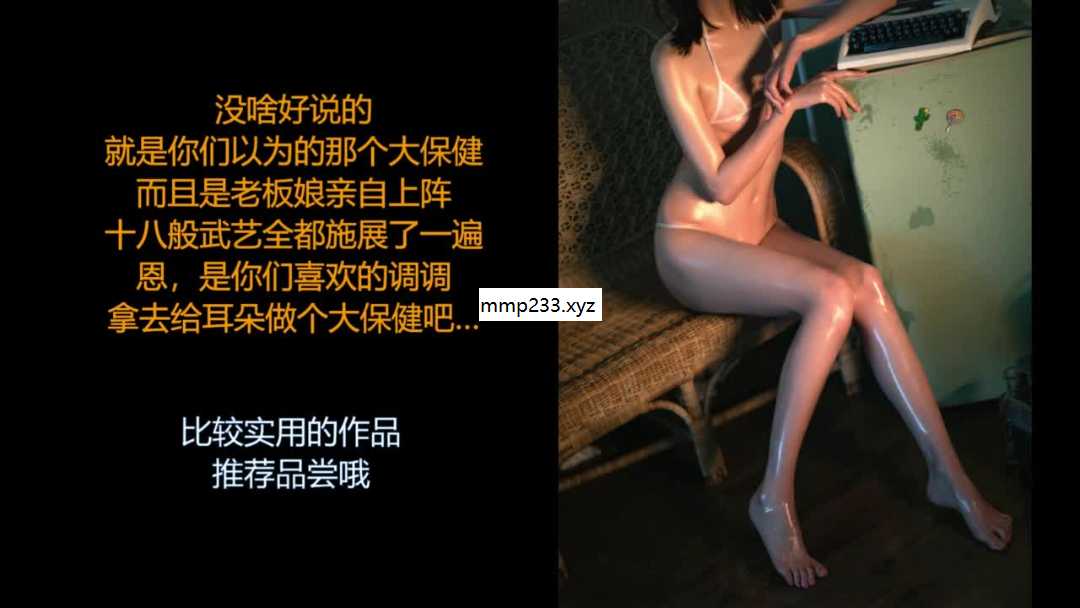 没啥好说的
就是你们以为的那个大保健
而且是老板娘亲自上阵
十八般武艺全都施展了一遍
恩，是你们喜欢的调调
拿去给耳朵做个大保健吧...
mmp233.xyz
比较实用的作品
推荐品尝哦